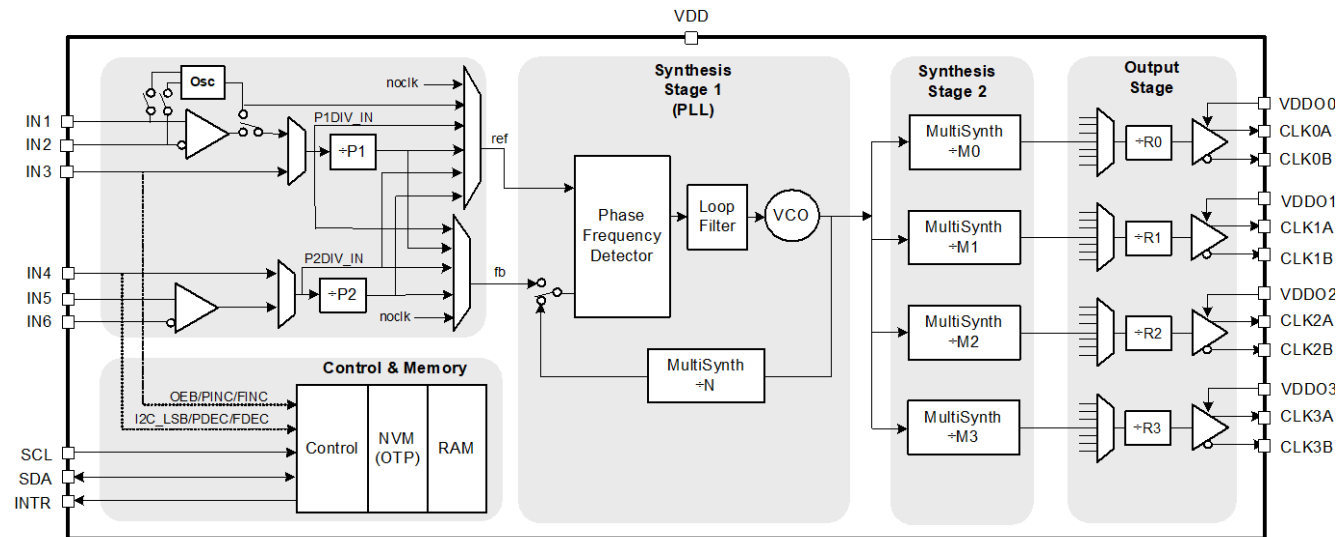 VDD
Synthesis
Stage 1
(PLL)
Synthesis
Stage 2
Output
Stage
Osc
noclk
IN1
IN2
IN3
P1DIV_IN
÷P1
ref
IN4
IN5
IN6
P2DIV_IN
÷P2
noclk
fb
Phase
Frequency
Detector
Loop
Filter
VCO
MultiSynth
÷N
MultiSynth
÷M0
MultiSynth
÷M1
MultiSynth
÷M2
MultiSynth
÷M3
÷R0
÷R1
÷R2
÷R3
VDDO0
CLK0A
CLK0B
VDDO1
CLK1A
CLK1B
VDDO2
CLK2A
CLK2B
VDDO3
CLK3A
CLK3B
Control & Memory
OEB/PINC/FINC
I2C_LSB/PDEC/FDEC
SCL
SDA
INTR
Control
NVM
(OTP)
RAM